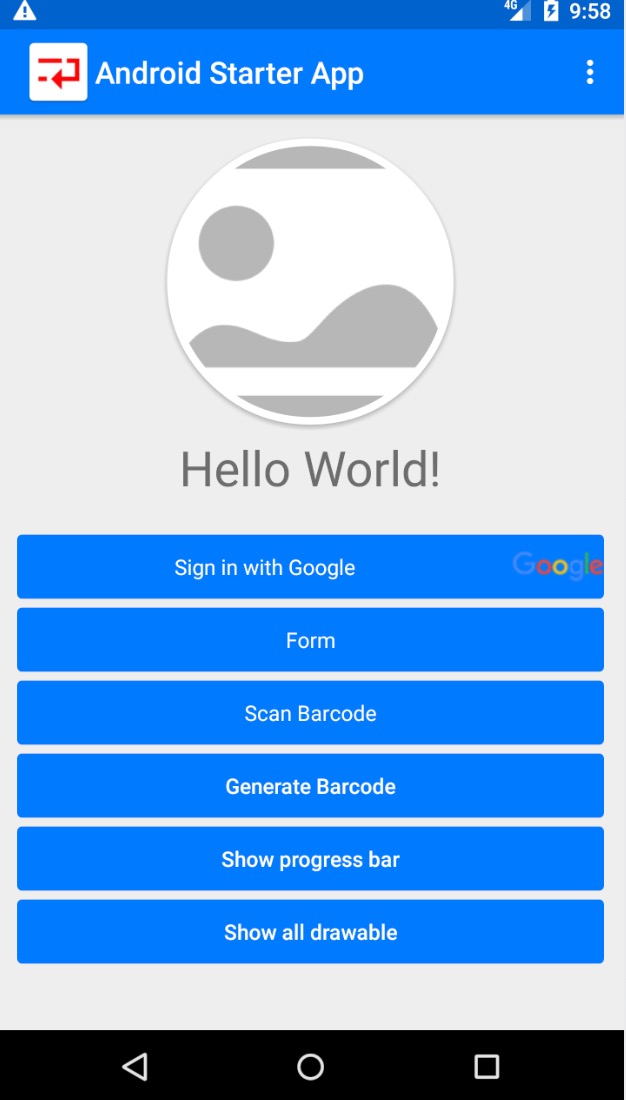 4G 9:58
Android Starter App
Hello World!
Sign in with Google Google
Form
Scan Barcode
Generate Barcode
Show progress bar
Show all drawable